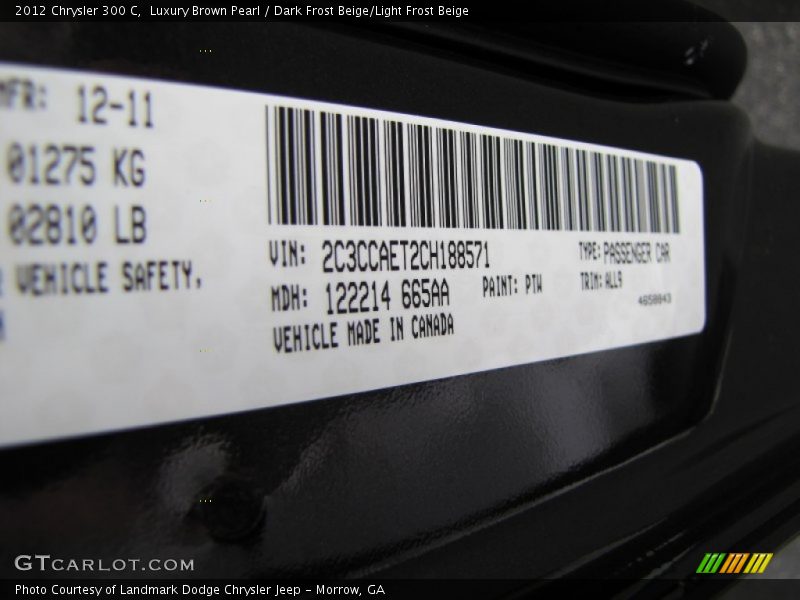 2012 Chrysler 300 C, Luxury Brown Pearl / Dark Frost Beige/Light Frost Beige
MFR: 12-11
01275 KG
02810 LB
VEHICLE SAFETY,
VIN: 2C3CCAET2CH188571
TYPE: PASSENGER CAR
MDH: 122214 665AA
PAINT: PTW
TRIM: ALL9
4658043
VEHICLE MADE IN CANADA
GTCARLOT.COM
Photo Courtesy of Landmark Dodge Chrysler Jeep - Morrow, GA